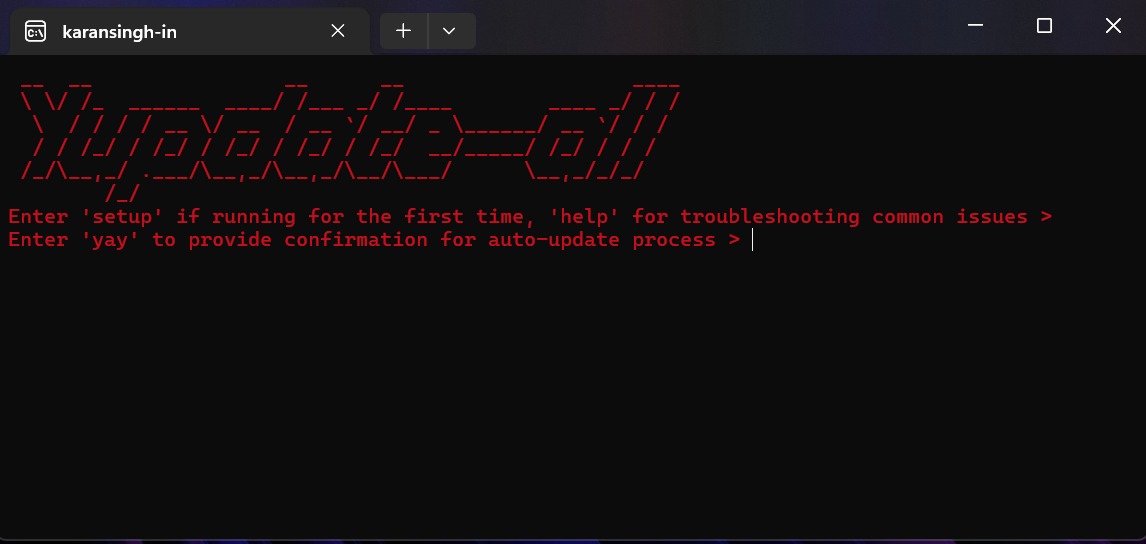 karansingh-in
Yupdate-all
Enter 'setup' if running for the first time, 'help' for troubleshooting common issues >
Enter 'yay' to provide confirmation for auto-update process >